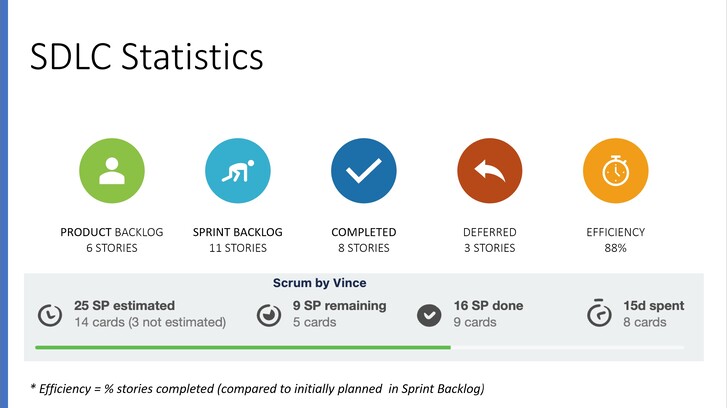 SDLC Statistics
PRODUCT BACKLOG
6 STORIES
SPRINT BACKLOG
11 STORIES
COMPLETED
8 STORIES
DEFERRED
3 STORIES
EFFICIENCY
88%
Scrum by Vince
25 SP estimated
14 cards (3 not estimated)
9 SP remaining
5 cards
16 SP done
9 cards
15d spent
8 cards
* Efficiency = % stories completed (compared to initially planned in Sprint Backlog)